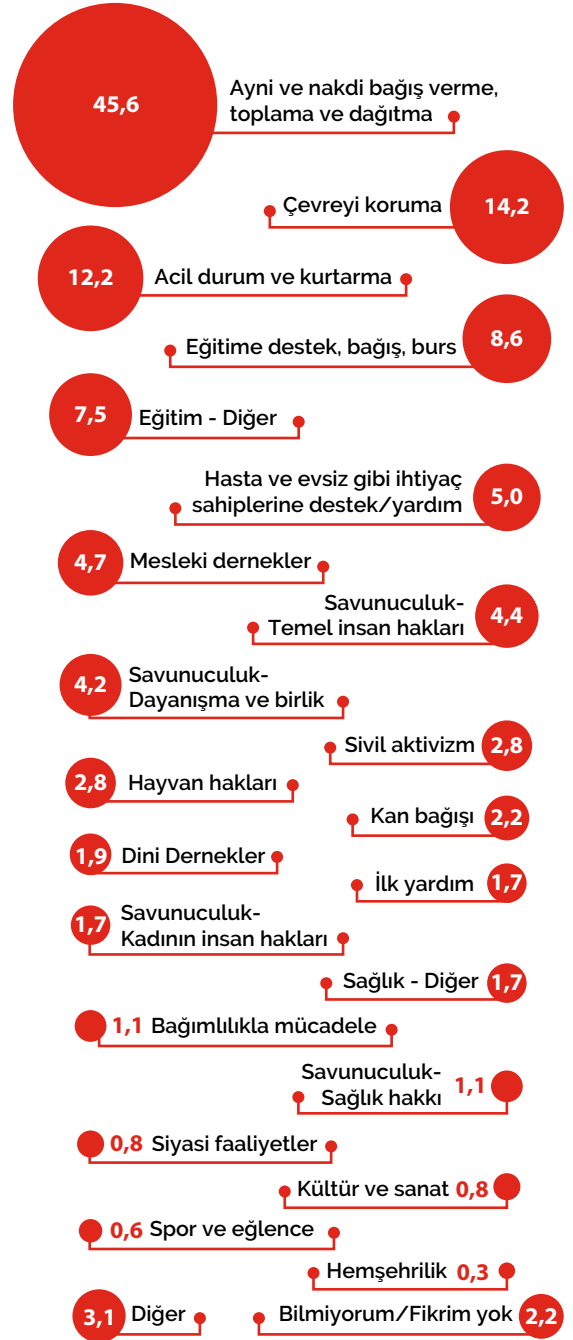 45,6
Ayni ve nakdi bağış verme,
toplama ve dağıtma
Çevreyi koruma
14,2
12,2
Acil durum ve kurtarma
Eğitime destek, bağış, burs
8,6
7,5
Eğitim - Diğer
Hasta ve evsiz gibi ihtiyaç
sahiplerine destek/yardım
5,0
4,7
Mesleki dernekler
Savunuculuk-
Temel insan hakları
4,4
4,2
Savunuculuk-
Dayanışma ve birlik
Sivil aktivizm
2,8
2,8
Hayvan hakları
Kan bağışı
2,2
1,9
Dini Dernekler
İlk yardım
1,7
1,7
Savunuculuk-
Kadının insan hakları
Sağlık - Diğer
1,7
1,1 Bağımlılıkla mücadele
Savunuculuk-
Sağlık hakkı
1,1
0,8 Siyasi faaliyetler
Kültür ve sanat 0,8
0,6 Spor ve eğlence
Hemşehrilik 0,3
3,1 Diğer
Bilmiyorum/Fikrim yok 2,2